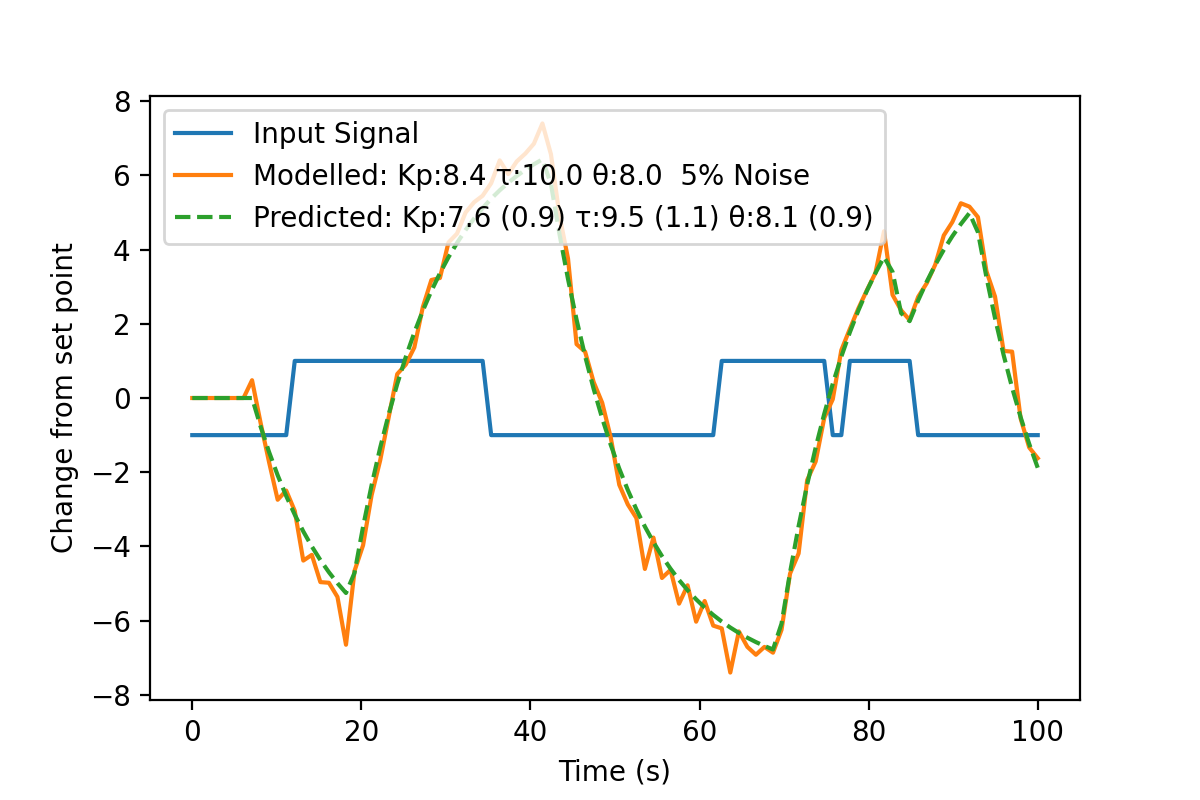 8
6
4
2
0
−2
−4
−6
−8
Change from set point
Input Signal
Modelled: Kp:8.4 τ:10.0 θ:8.0  5% Noise
Predicted: Kp:7.6 (0.9) τ:9.5 (1.1) θ:8.1 (0.9)
0 20 40 60 80 100
Time (s)